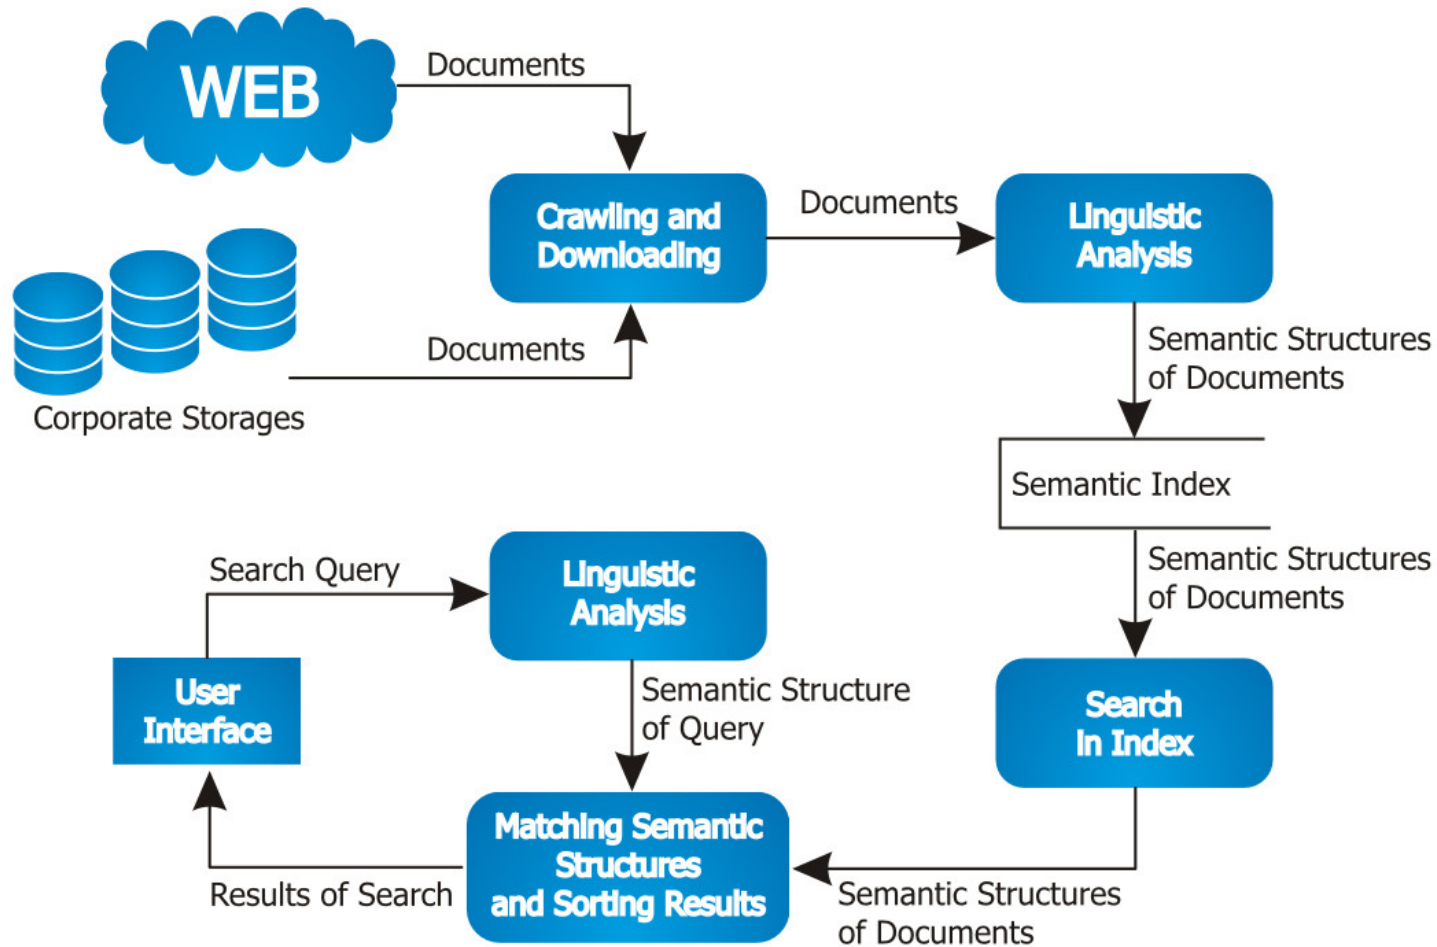 WEB
Documents
Crawling and
Downloading
Documents
Linguistic
Analysis
Documents
Corporate Storages
Semantic Structures
of Documents
Semantic Index
Semantic Structures
of Documents
Search Query
Linguistic
Analysis
User
Interface
Semantic Structure
of Query
Search
in Index
Matching Semantic
Structures
and Sorting Results
Results of Search
Semantic Structures
of Documents